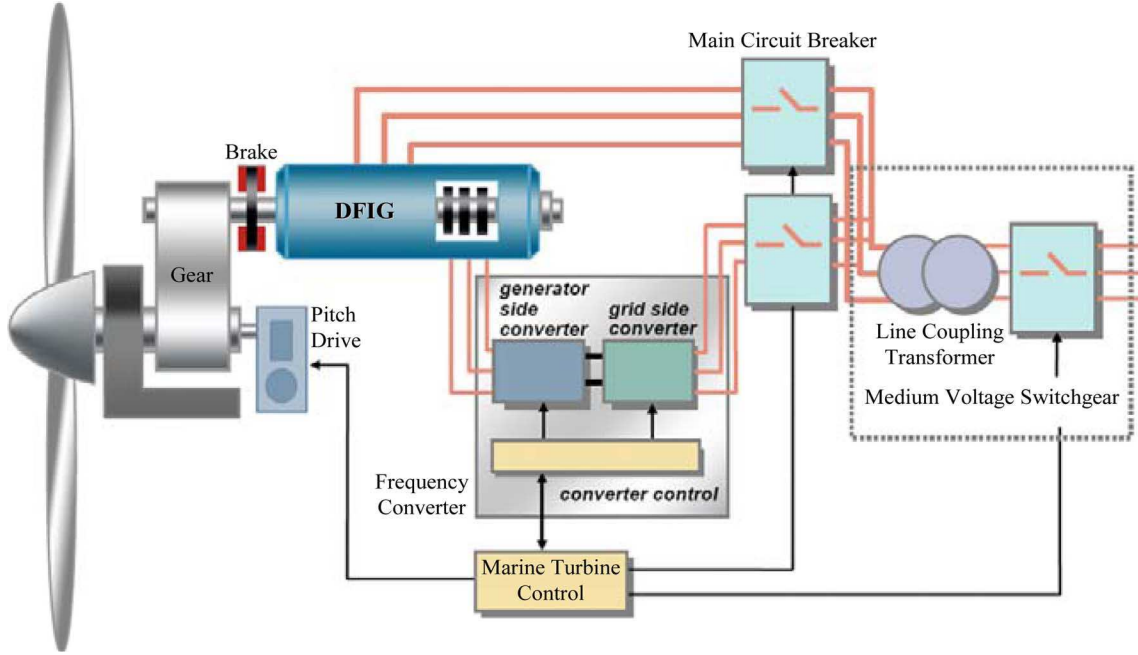 Main Circuit Breaker
Brake
DFIG
Gear
Pitch
Drive
generator
side
converter
grid side
converter
Line Coupling
Transformer
Medium Voltage Switchgear
Frequency
Converter
converter control
Marine Turbine
Control